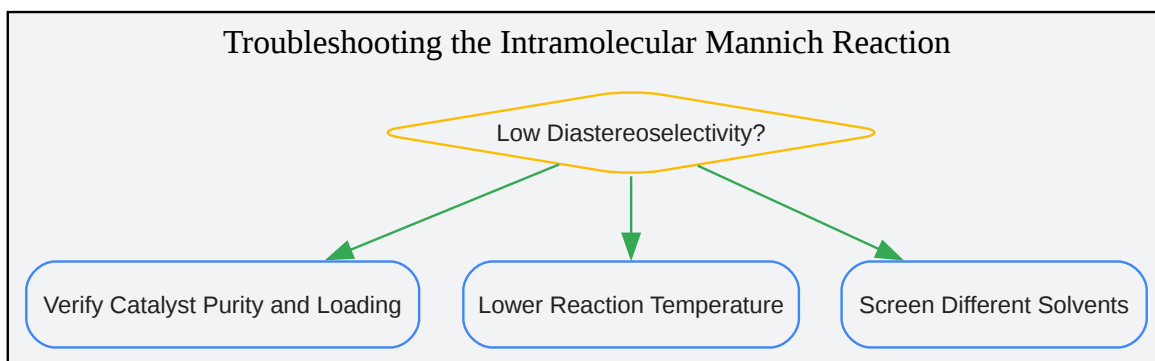 Troubleshooting the Intramolecular Mannich Reaction
Low Diastereoselectivity?
Verify Catalyst Purity and Loading
Lower Reaction Temperature
Screen Different Solvents